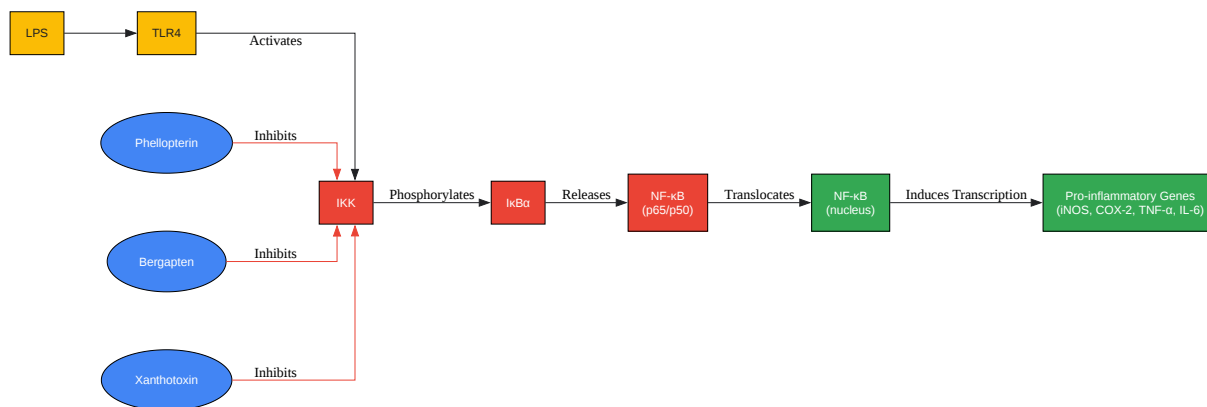 LPS
TLR4
Activates
Phellopterin
Inhibits
IKK
Phosphorylates
IκBα
Releases
NF-κB
(p65/p50)
Translocates
NF-κB
(nucleus)
Induces Transcription
Pro-inflammatory Genes
(iNOS, COX-2, TNF-α, IL-6)
Bergapten
Inhibits
Xanthotoxin
Inhibits